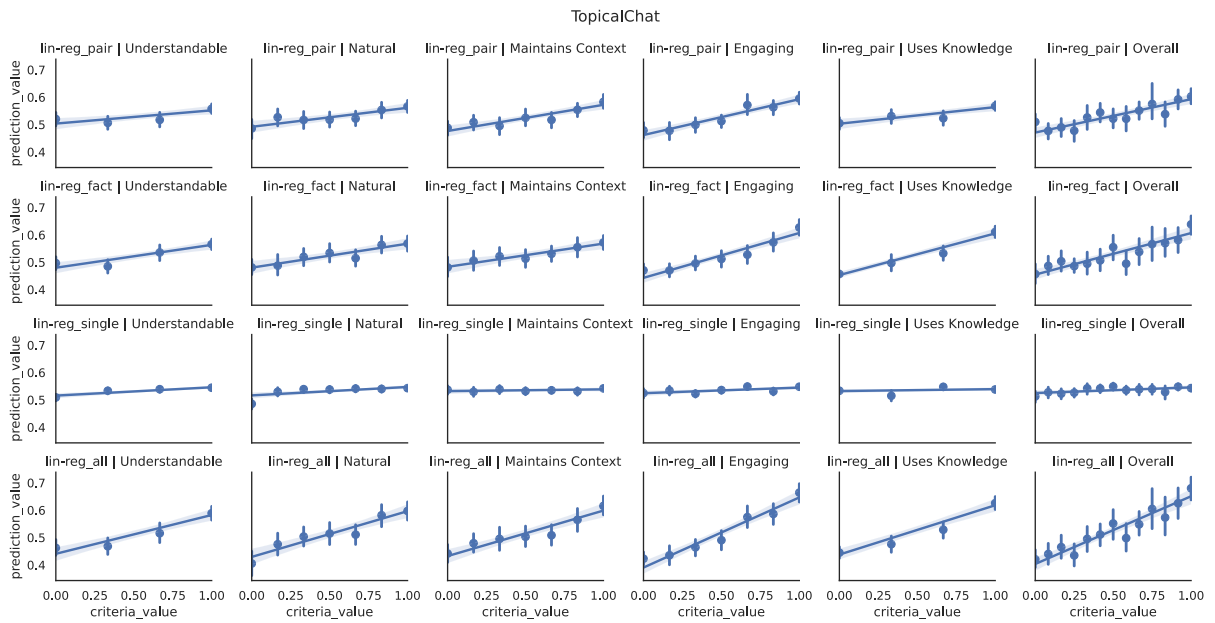 TopicalChat
lin-reg_pair | Understandable
lin-reg_pair | Natural
lin-reg_pair | Maintains Context
lin-reg_pair | Engaging
lin-reg_pair | Uses Knowledge
lin-reg_pair | Overall
prediction_value
0.7
0.6
0.5
0.4
lin-reg_fact | Understandable
lin-reg_fact | Natural
lin-reg_fact | Maintains Context
lin-reg_fact | Engaging
lin-reg_fact | Uses Knowledge
lin-reg_fact | Overall
prediction_value
0.7
0.6
0.5
0.4
lin-reg_single | Understandable
lin-reg_single | Natural
lin-reg_single | Maintains Context
lin-reg_single | Engaging
lin-reg_single | Uses Knowledge
lin-reg_single | Overall
prediction_value
0.7
0.6
0.5
0.4
lin-reg_all | Understandable
lin-reg_all | Natural
lin-reg_all | Maintains Context
lin-reg_all | Engaging
lin-reg_all | Uses Knowledge
lin-reg_all | Overall
prediction_value
0.7
0.6
0.5
0.4
0.00 0.25 0.50 0.75 1.00
criteria_value
0.00 0.25 0.50 0.75 1.00
criteria_value
0.00 0.25 0.50 0.75 1.00
criteria_value
0.00 0.25 0.50 0.75 1.00
criteria_value
0.00 0.25 0.50 0.75 1.00
criteria_value
0.00 0.25 0.50 0.75 1.00
criteria_value